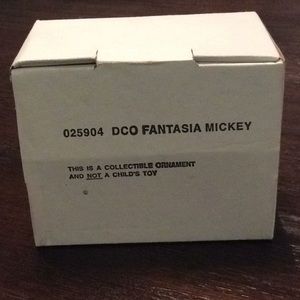 025904 DCO FANTASIA MICKEY
THIS IS A COLLECTIBLE ORNAMENT
AND NOT A CHILD'S TOY